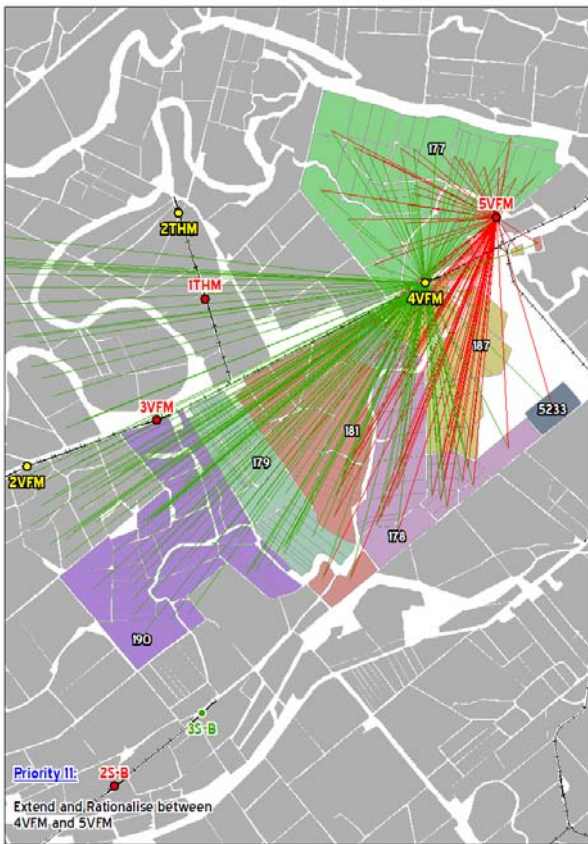 177
5VFM
2THM
1THM
4VFM
187
3VFM
5233
181
2VFM
179
178
190
3S-B
Priority 11:
2S-B
Extend and Rationalise between
4VFM and 5VFM